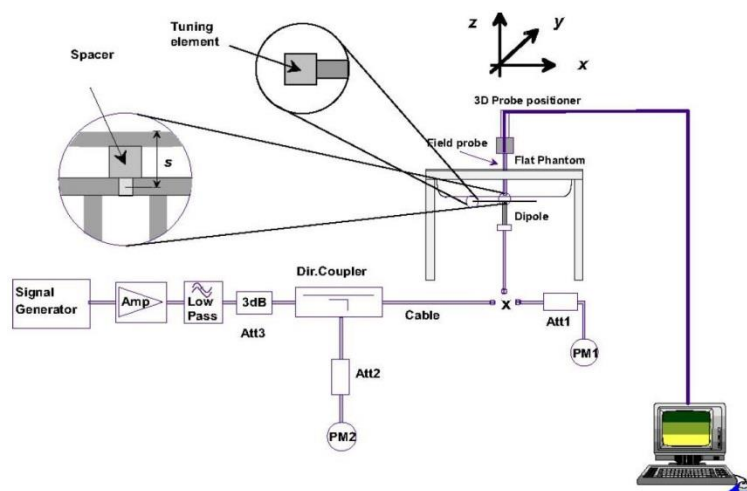 Tuning
element
Spacer
s
z
y
x
3D Probe positioner
Field probe
Flat Phantom
Dipole
Signal
Generator
Amp
Low
Pass
3dB
Att3
Dir.Coupler
Cable
x
Att1
PM1
Att2
PM2